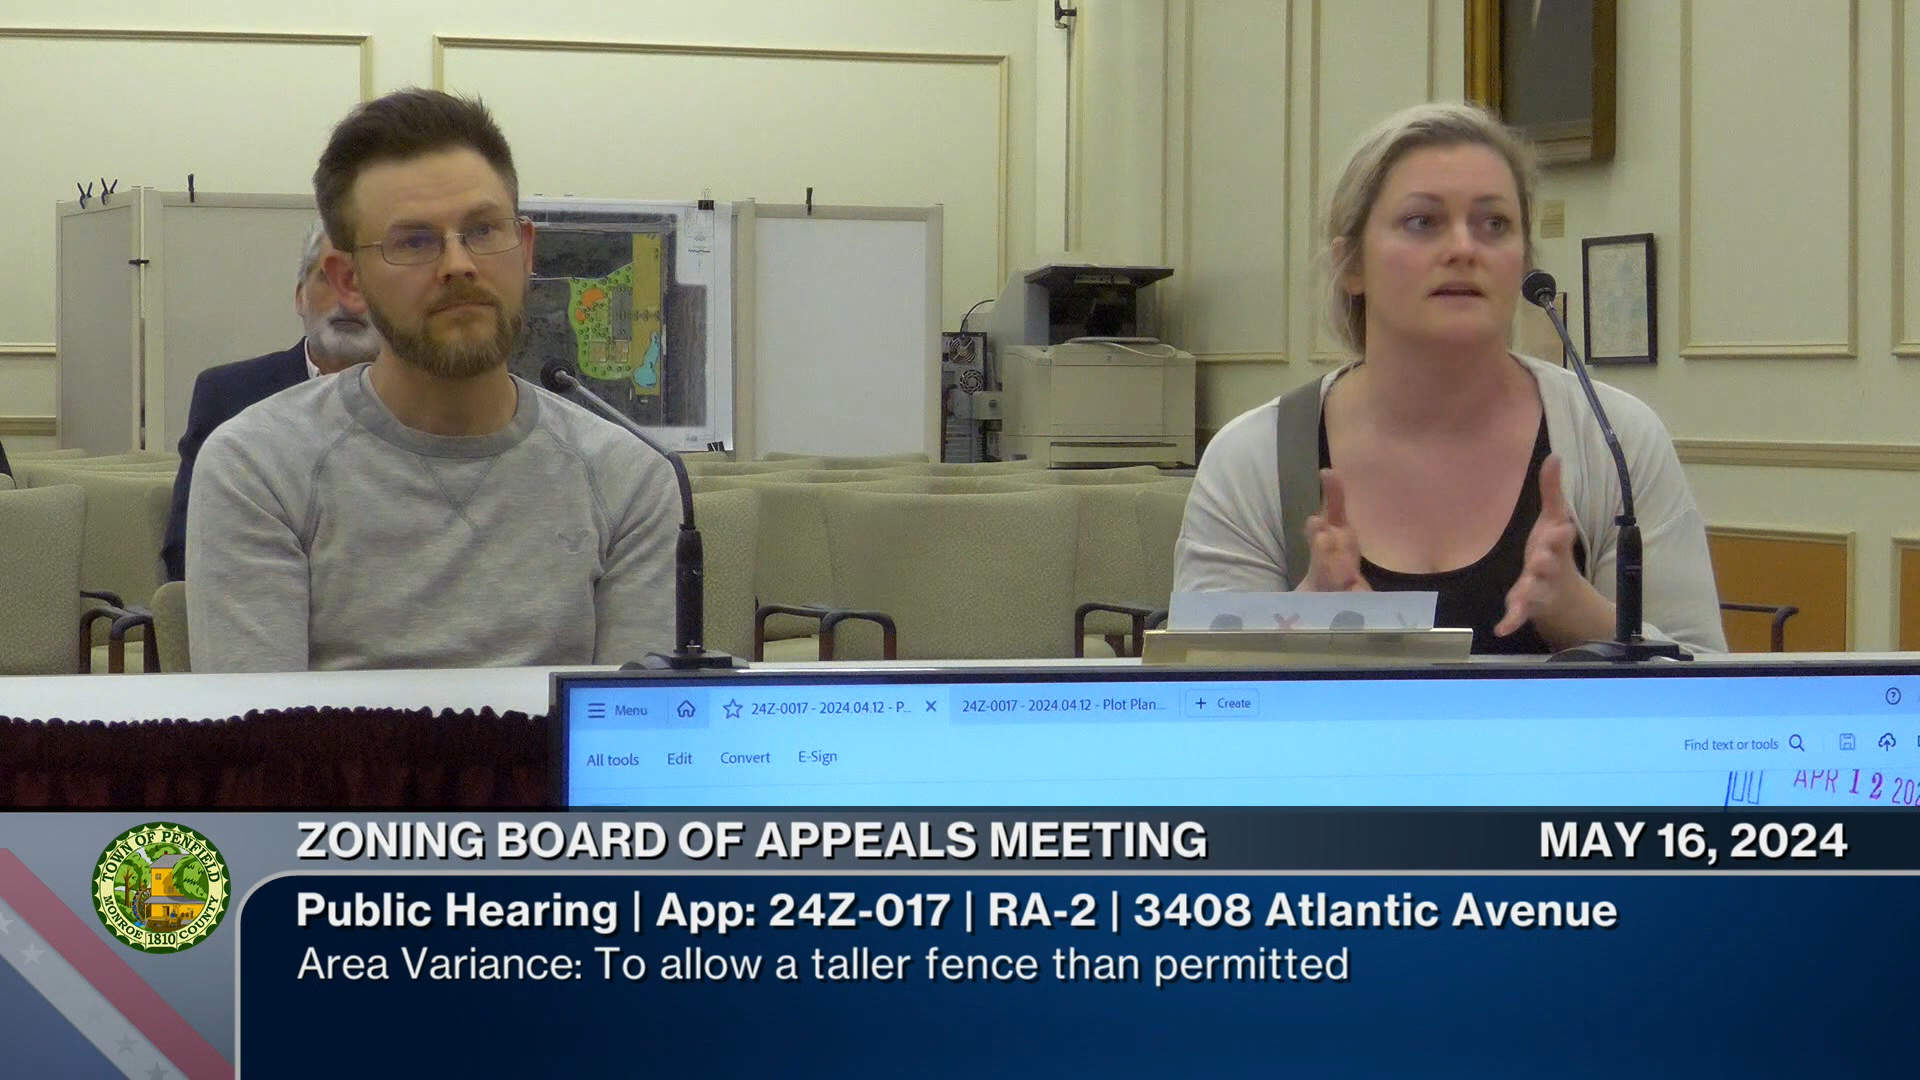 Menu
24Z-0017 - 2024.04.12 - P...
24Z-0017 - 2024.04.12 - Plot Plan...
+ Create
All tools
Edit
Convert
E-Sign
Find text or tools
APR 12 202
ZONING BOARD OF APPEALS MEETING
MAY 16, 2024
TOWN OF PENFIELD
MONROE 1810 COUNTY
Public Hearing | App: 24Z-017 | RA-2 | 3408 Atlantic Avenue
Area Variance: To allow a taller fence than permitted